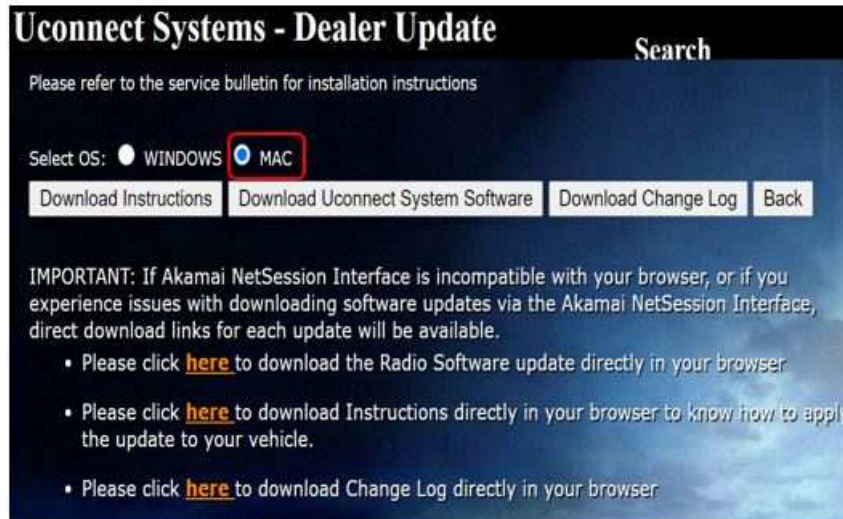 Uconnect Systems - Dealer Update
Search
Please refer to the service bulletin for installation instructions
Select OS: WINDOWS MAC
Download Instructions Download Uconnect System Software Download Change Log Back
IMPORTANT: If Akamai NetSession Interface is incompatible with your browser, or if you
experience issues with downloading software updates via the Akamai NetSession Interface,
direct download links for each update will be available.
• Please click here to download the Radio Software update directly in your browser
• Please click here to download Instructions directly in your browser to know how to apply
the update to your vehicle.
• Please click here to download Change Log directly in your browser